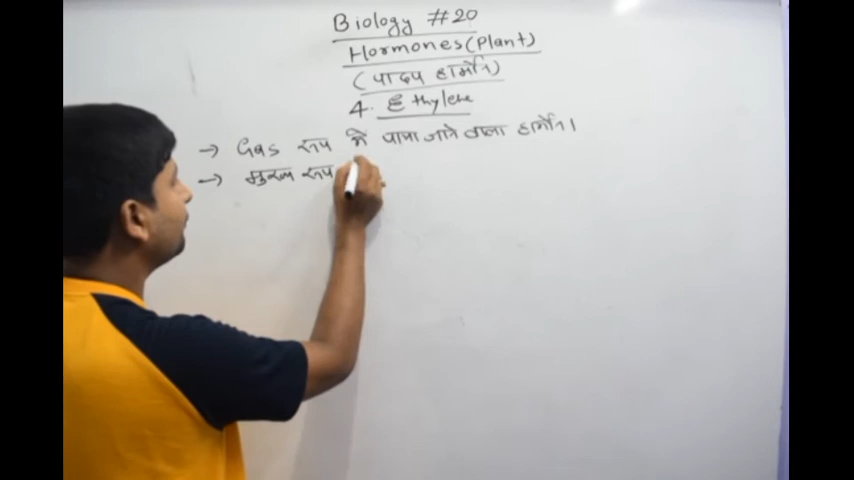 Biology #20
Hormones (Plant)
(पादप हार्मोन)
4. Ethylene
→ Gas रूप मे पाया जाने वाला हार्मोन।
→ मुख्य रूप